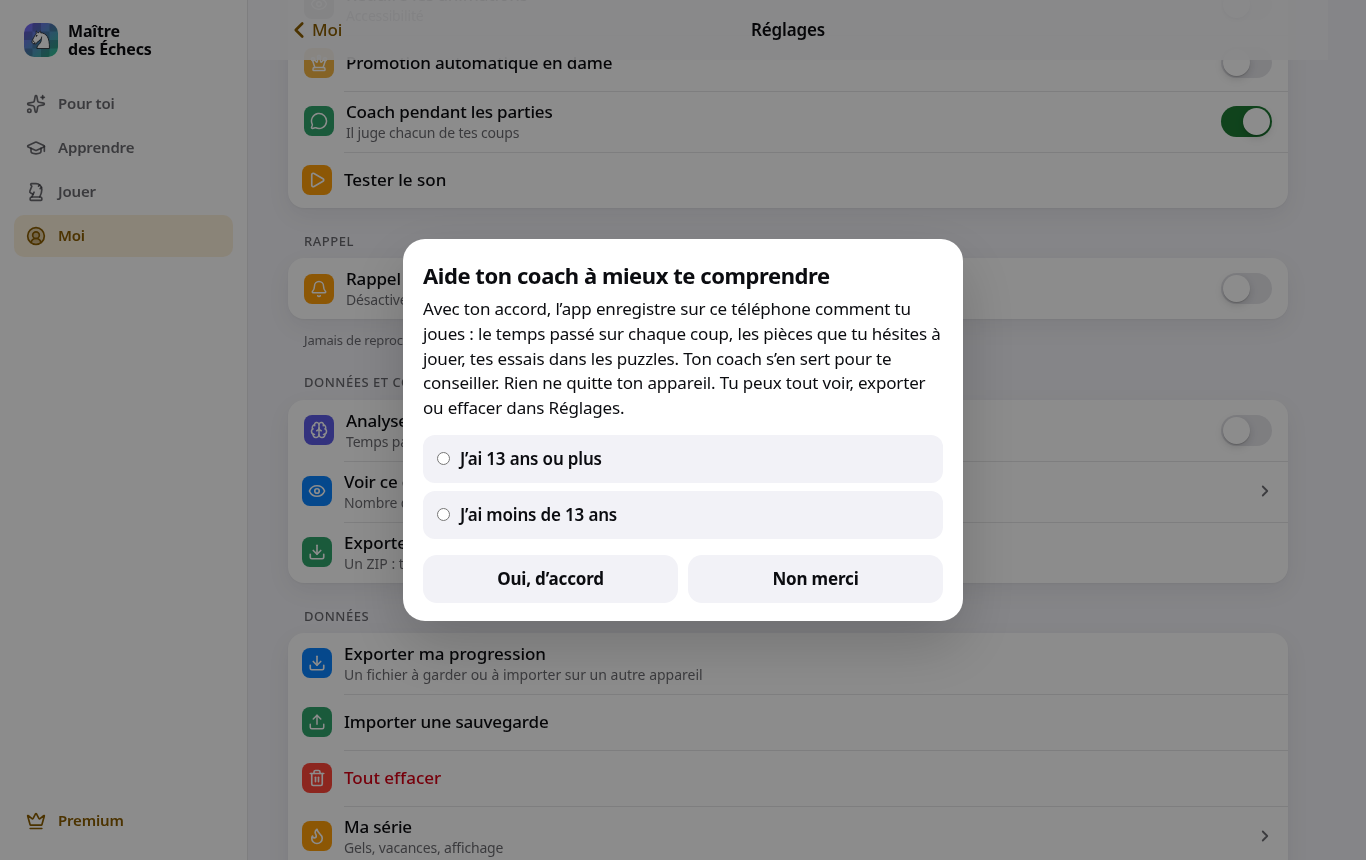 Maître
des Échecs
Pour toi
Apprendre
Jouer
Moi
Premium
Accessibilité
Moi
Réglages
Promotion automatique en dame
Coach pendant les parties
Il juge chacun de tes coups
Tester le son
RAPPEL
Rappel
Désactivé
Jamais de reproc
DONNÉES ET CO
Analyse
Temps pa
Voir ce
Nombre
Exporte
Un ZIP : t
Aide ton coach à mieux te comprendre
Avec ton accord, l’app enregistre sur ce téléphone comment tu
joues : le temps passé sur chaque coup, les pièces que tu hésites à
jouer, tes essais dans les puzzles. Ton coach s’en sert pour te
conseiller. Rien ne quitte ton appareil. Tu peux tout voir, exporter
ou effacer dans Réglages.
J’ai 13 ans ou plus
J’ai moins de 13 ans
Oui, d’accord
Non merci
DONNÉES
Exporter ma progression
Un fichier à garder ou à importer sur un autre appareil
Importer une sauvegarde
Tout effacer
Ma série
Gels, vacances, affichage